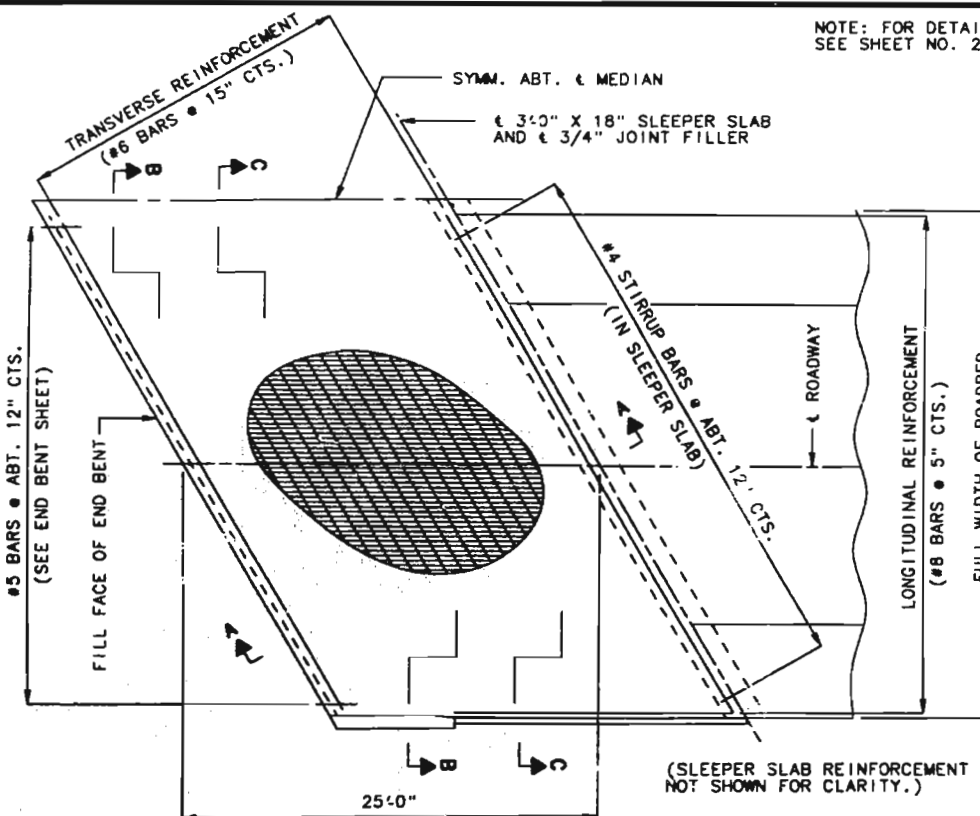 NOTE: FOR DETAI
SEE SHEET NO. 2
TRANSVERSE REINFORCEMENT
(#6 BARS @ 15" CTS.)
SYMM. ABT. ℄ MEDIAN
℄ 3'-0" X 18" SLEEPER SLAB
AND ℄ 3/4" JOINT FILLER
B
C
#5 BARS @ ABT. 12" CTS.
(SEE END BENT SHEET)
FILL FACE OF END BENT
#4 STIRRUP BARS @ ABT. 12' CTS.
(IN SLEEPER SLAB)
A
℄ ROADWAY
LONGITUDINAL REINFORCEMENT
(#8 BARS @ 5" CTS.)
A
B
C
25'-0"
(SLEEPER SLAB REINFORCEMENT
NOT SHOWN FOR CLARITY.)